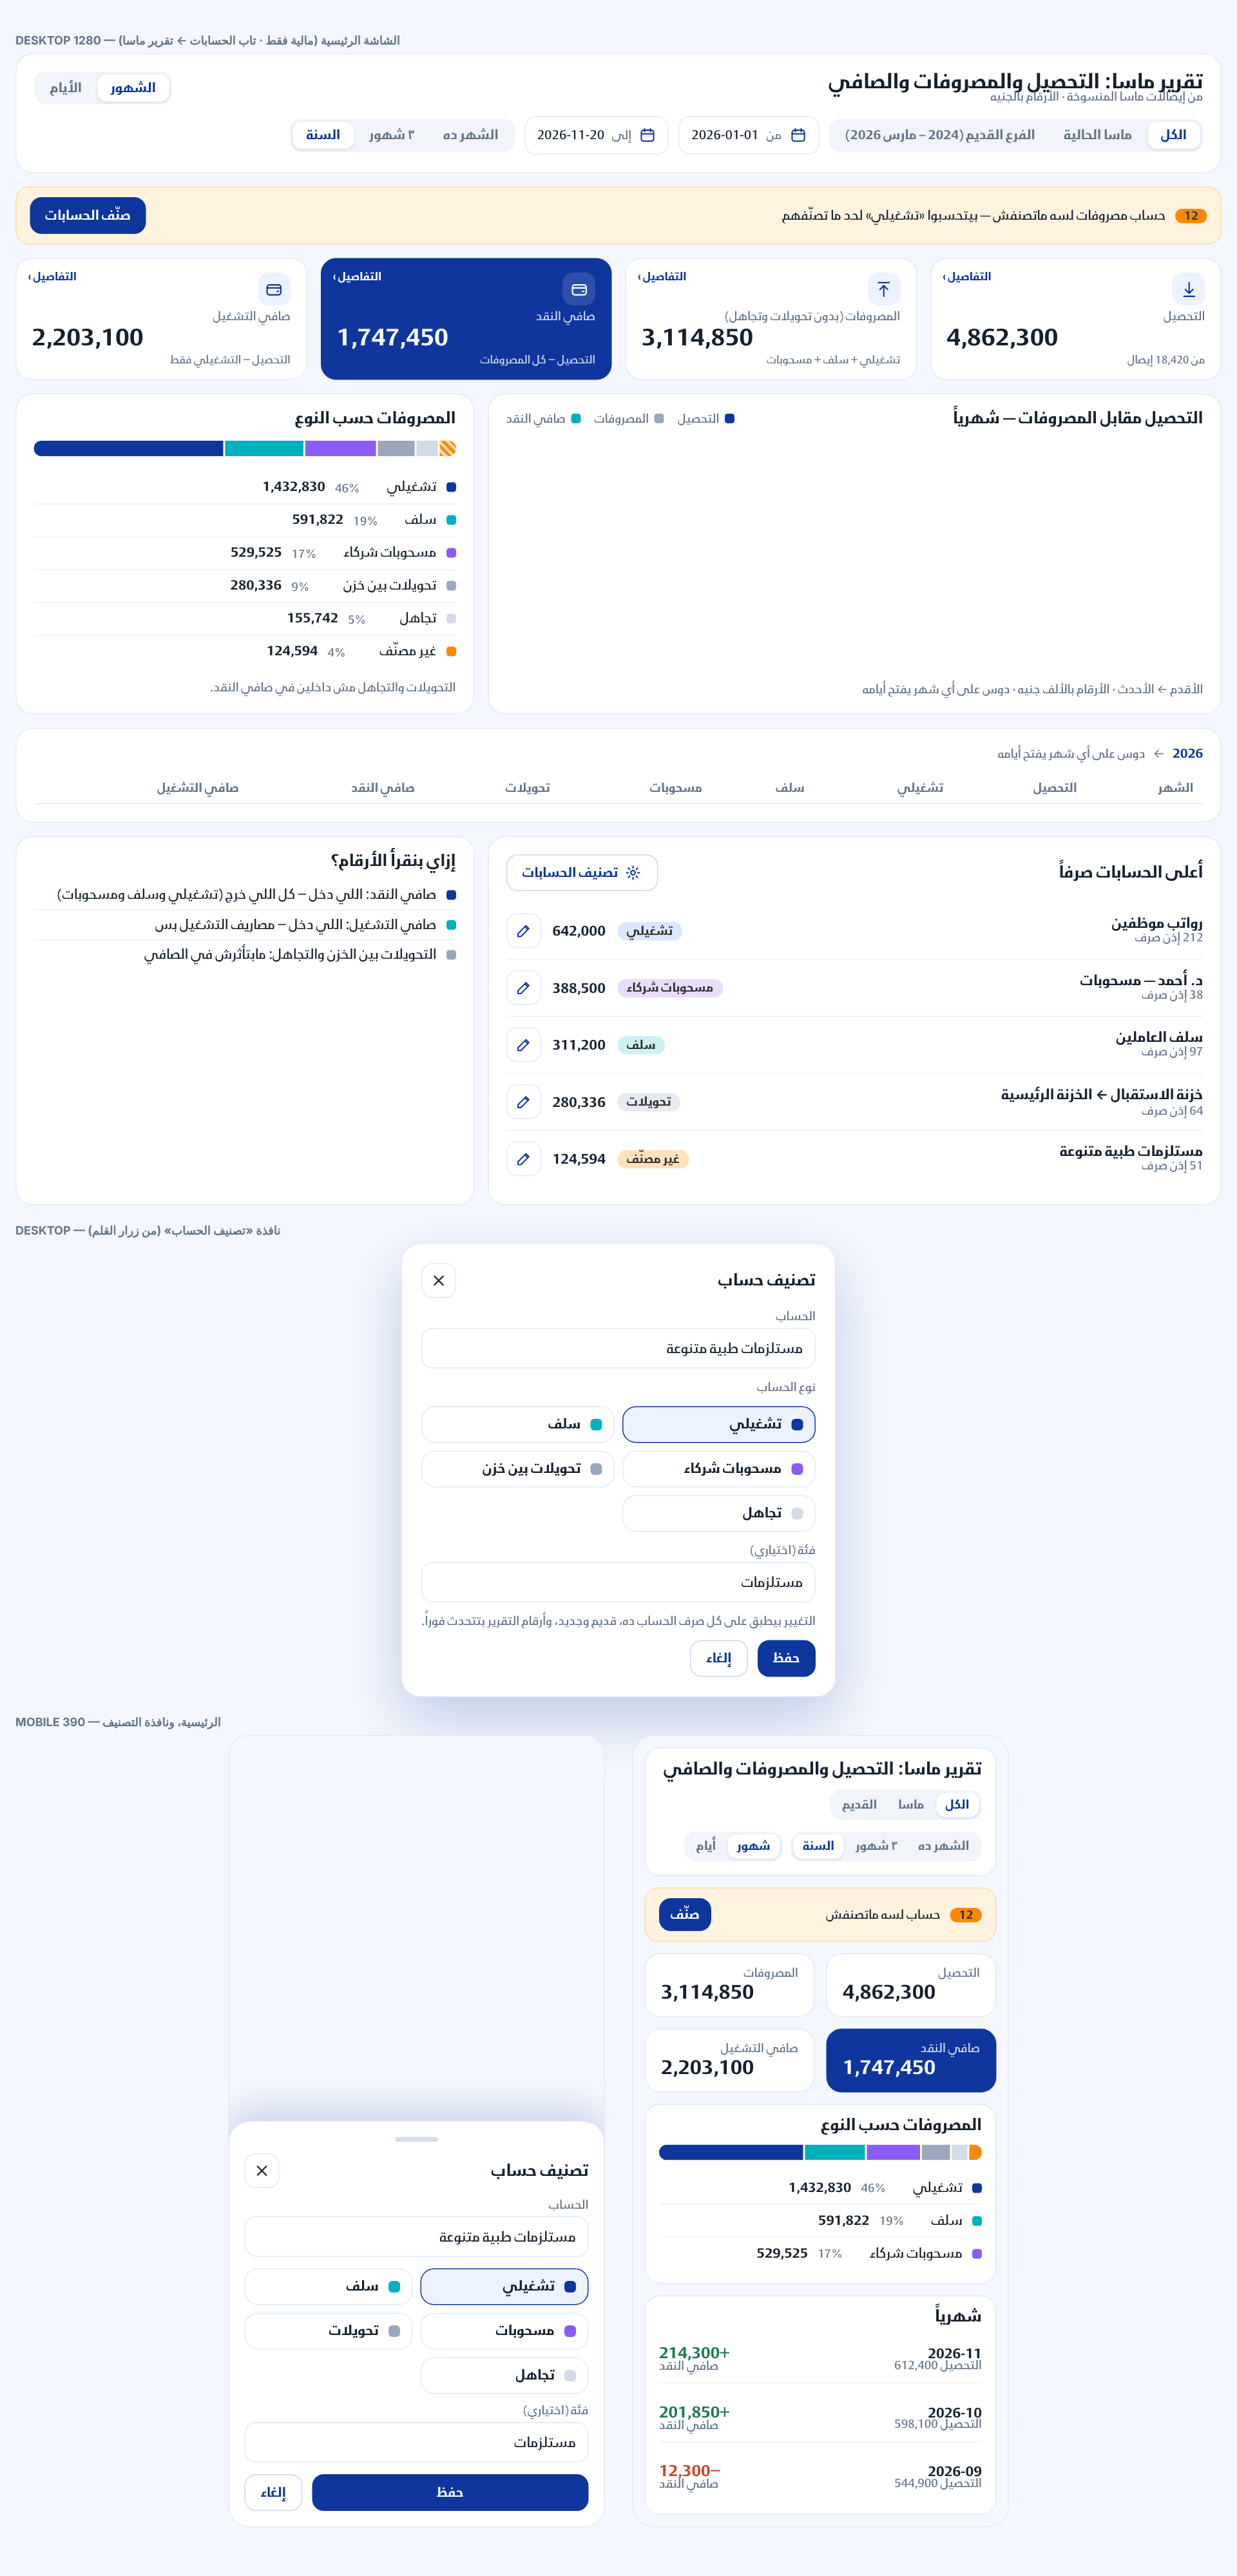 DESKTOP 1280 — الشاشة الرئيسية (مالية فقط · تاب الحسابات ← تقرير ماسا)
تقرير ماسا: التحصيل والمصروفات والصافي
الشهور
الأيام
من إيصالات ماسا المنسوخة · الأرقام بالجنيه
الكل
ماسا الحالية
الفرع القديم (2024 – مارس 2026)
من 2026-01-01
إلى 2026-11-20
الشهر ده
٣ شهور
السنة
12 حساب مصروفات لسه ماتصنفش — بيتحسبوا «تشغيلي» لحد ما تصنّفهم
صنّف الحسابات
التفاصيل ›
التحصيل
4,862,300
من 18,420 إيصال
التفاصيل ›
المصروفات (بدون تحويلات وتجاهل)
3,114,850
تشغيلي + سلف + مسحوبات
التفاصيل ›
صافي النقد
1,747,450
التحصيل – كل المصروفات
التفاصيل ›
صافي التشغيل
2,203,100
التحصيل – التشغيلي فقط
التحصيل مقابل المصروفات — شهرياً
التحصيل
المصروفات
صافي النقد
الأقدم ← الأحدث · الأرقام بالألف جنيه · دوس على أي شهر يفتح أيامه
المصروفات حسب النوع
تشغيلي 46% 1,432,830
سلف 19% 591,822
مسحوبات شركاء 17% 529,525
تحويلات بين خزن 9% 280,336
تجاهل 5% 155,742
غير مصنّف 4% 124,594
التحويلات والتجاهل مش داخلين في صافي النقد.
2026 ← دوس على أي شهر يفتح أيامه
الشهر التحصيل تشغيلي سلف مسحوبات تحويلات صافي النقد صافي التشغيل
أعلى الحسابات صرفاً
تصنيف الحسابات
رواتب موظفين
212 إذن صرف
تشغيلي 642,000
د. أحمد — مسحوبات
38 إذن صرف
مسحوبات شركاء 388,500
سلف العاملين
97 إذن صرف
سلف 311,200
خزنة الاستقبال ← الخزنة الرئيسية
64 إذن صرف
تحويلات 280,336
مستلزمات طبية متنوعة
51 إذن صرف
غير مصنّف 124,594
إزاي بنقرأ الأرقام؟
صافي النقد: اللي دخل – كل اللي خرج (تشغيلي وسلف ومسحوبات)
صافي التشغيل: اللي دخل – مصاريف التشغيل بس
التحويلات بين الخزن والتجاهل: مابتأثرش في الصافي
DESKTOP — نافذة «تصنيف الحساب» (من زرار القلم)
تصنيف حساب
الحساب
مستلزمات طبية متنوعة
نوع الحساب
تشغيلي
سلف
مسحوبات شركاء
تحويلات بين خزن
تجاهل
فئة (اختياري)
مستلزمات
التغيير بيطبق على كل صرف الحساب ده، قديم وجديد، وأرقام التقرير بتتحدث فوراً.
حفظ
إلغاء
MOBILE 390 — الرئيسية، ونافذة التصنيف
تقرير ماسا: التحصيل والمصروفات والصافي
الكل
ماسا
القديم
الشهر ده
٣ شهور
السنة
شهور
أيام
12 حساب لسه ماتصنفش
صنّف
التحصيل
4,862,300
المصروفات
3,114,850
صافي النقد
1,747,450
صافي التشغيل
2,203,100
المصروفات حسب النوع
تشغيلي 46% 1,432,830
سلف 19% 591,822
مسحوبات شركاء 17% 529,525
شهرياً
2026-11
التحصيل 612,400
214,300+
صافي النقد
2026-10
التحصيل 598,100
201,850+
صافي النقد
2026-09
التحصيل 544,900
12,300–
صافي النقد
تصنيف حساب
الحساب
مستلزمات طبية متنوعة
تشغيلي
سلف
مسحوبات
تحويلات
تجاهل
فئة (اختياري)
مستلزمات
حفظ
إلغاء